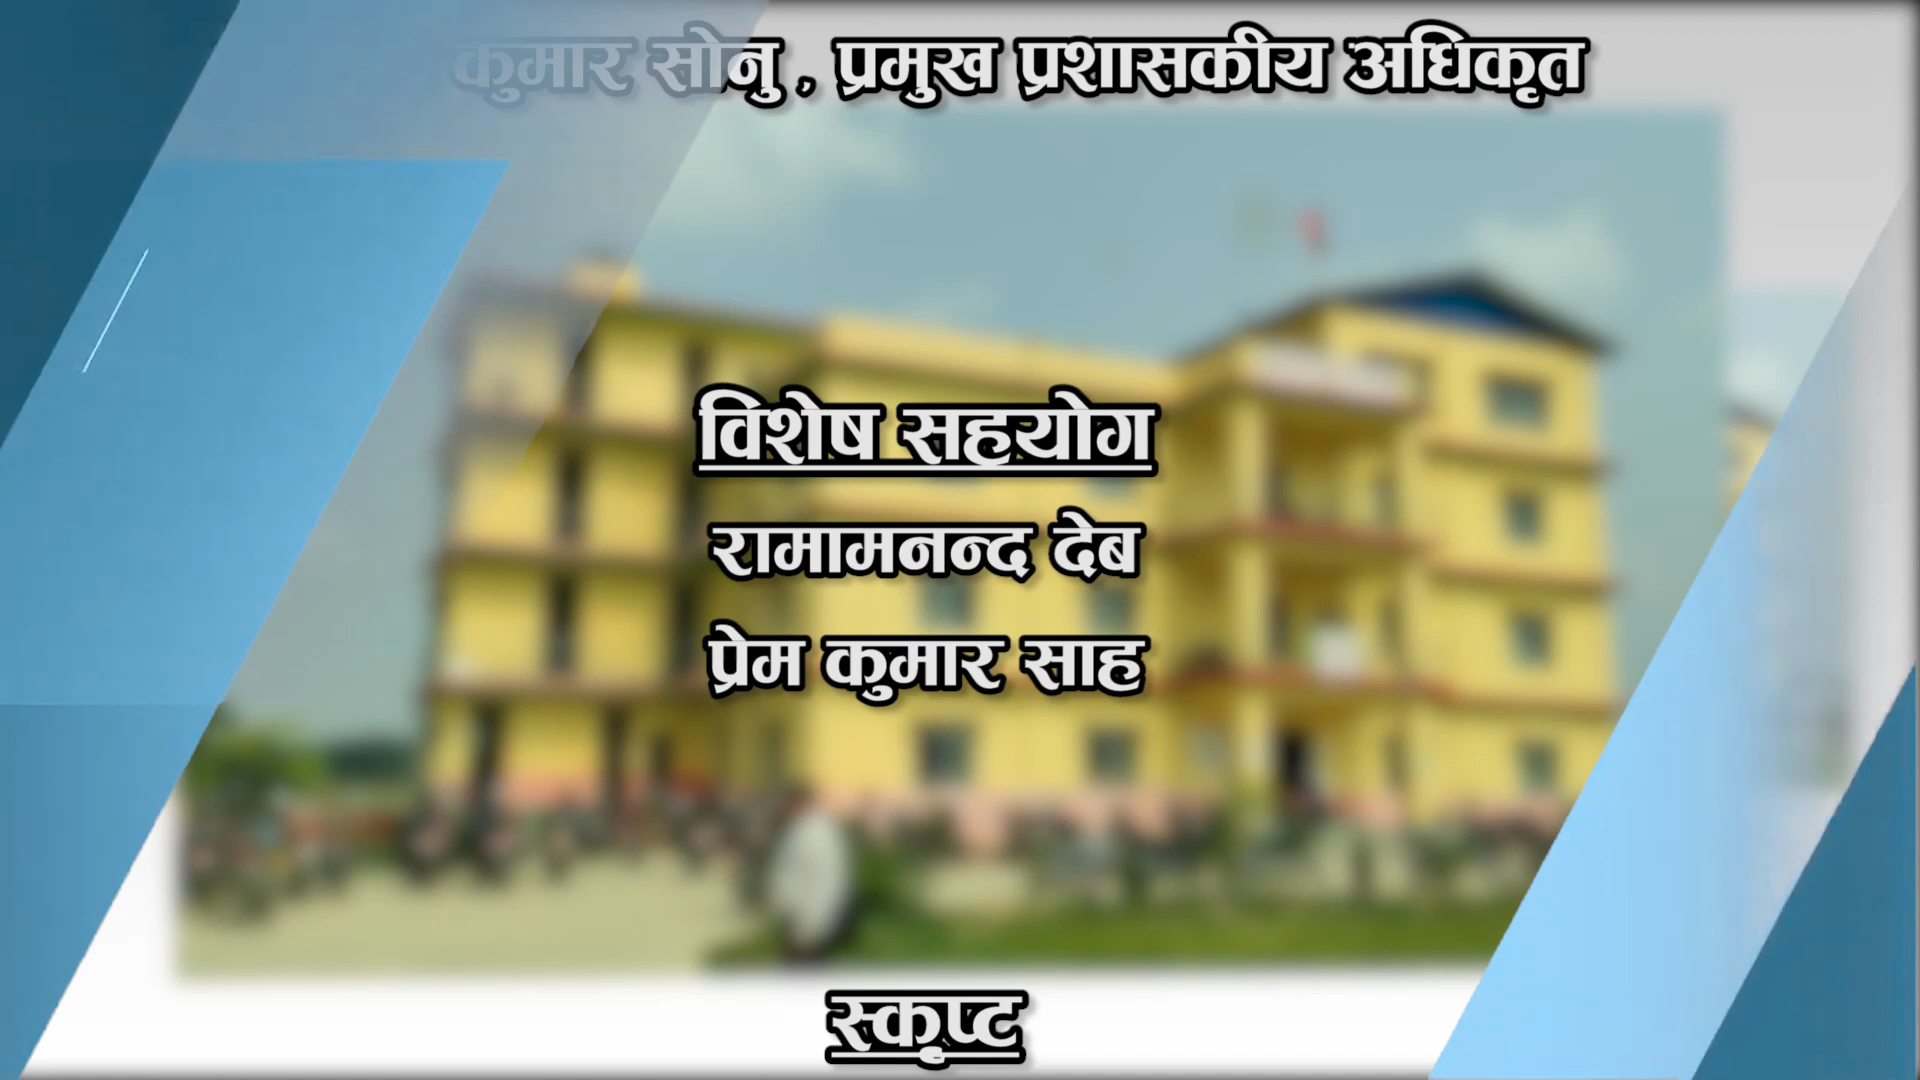 कुमार सोनु , प्रमुख प्रशासकीय अधिकृत
विशेष सहयोग
रामामनन्द देब
प्रेम कुमार साह
स्कृप्ट